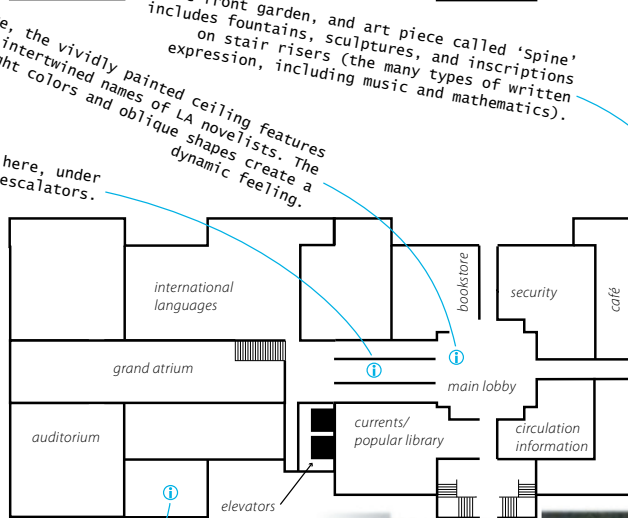 front garden, and art piece called ‘Spine’
includes fountains, sculptures, and inscriptions
on stair risers (the many types of written
expression, including music and mathematics).
the vividly painted ceiling features
intertwined names of LA novelists. The
colors and oblique shapes create a
dynamic feeling.
here, under
escalators.
international
languages
bookstore
security
café
grand atrium
main lobby
auditorium
currents/
popular library
circulation
information
elevators